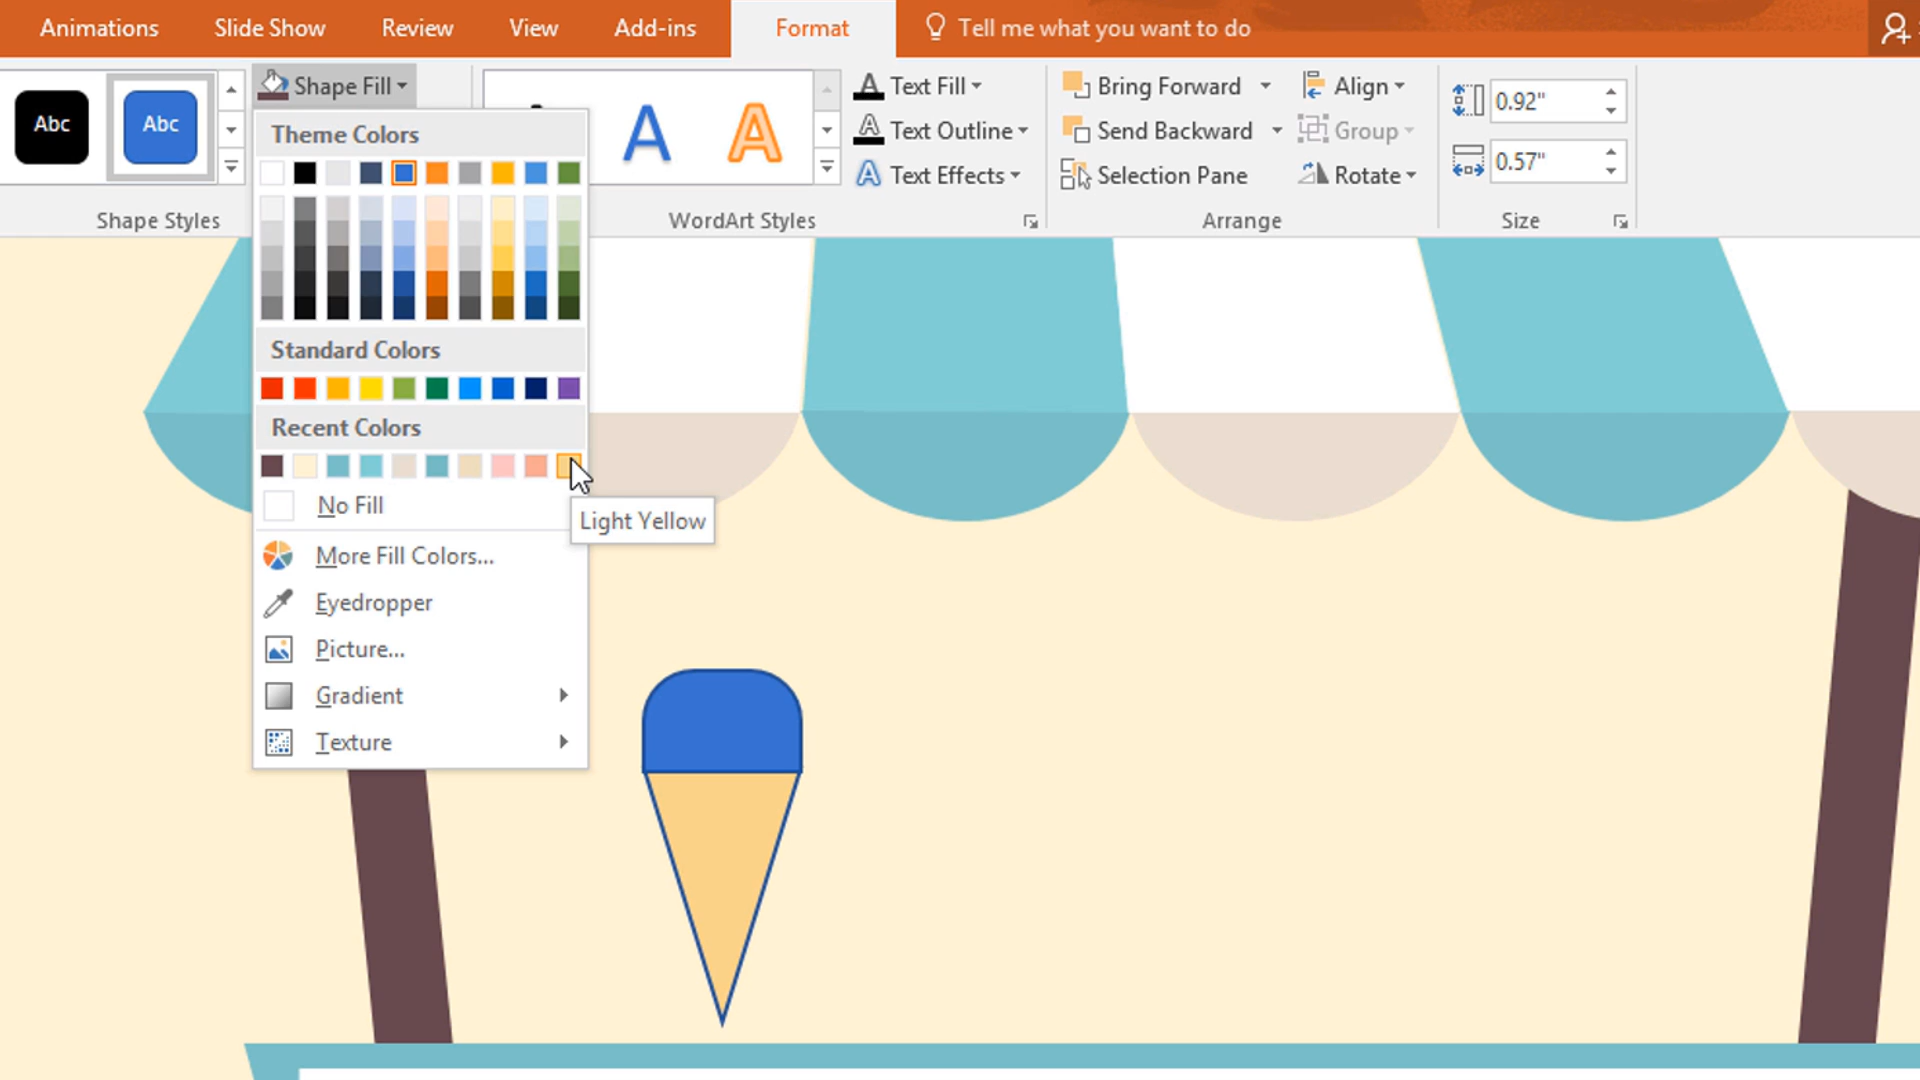 Animations Slide Show Review View Add-ins Format Tell me what you want to do
Abc Abc Shape Fill A A Text Fill Bring Forward Align 0.92"
Text Outline Send Backward Group
Text Effects Selection Pane Rotate 0.57"
Shape Styles WordArt Styles Arrange Size
Theme Colors
Standard Colors
Recent Colors
No Fill
Light Yellow
More Fill Colors...
Eyedropper
Picture...
Gradient
Texture